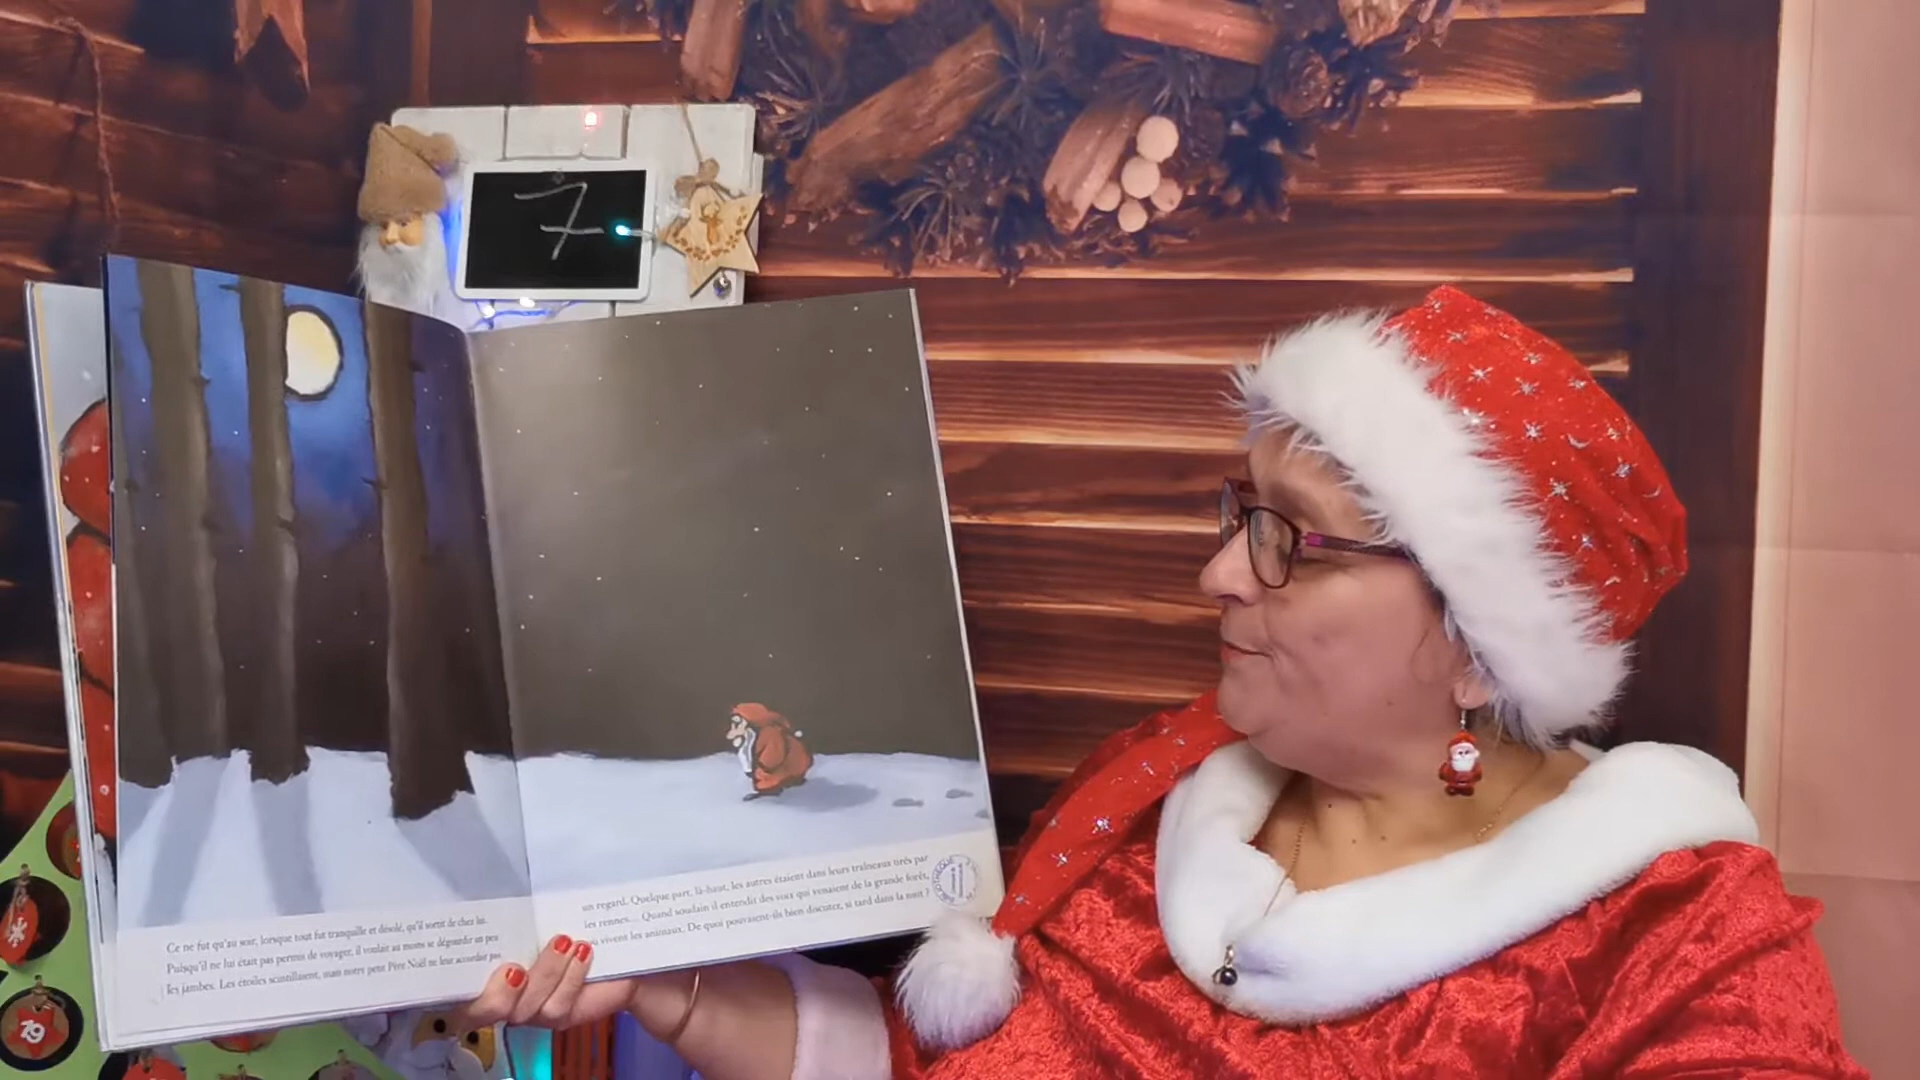 7
Ce ne fut qu'au soir, lorsque tout fut tranquille et désolé, qu'il sortit de chez lui.
Puisqu'il ne lui était pas permis de voyager, il voulait au moins se dégourdir un peu
les jambes. Les étoiles scintillaient, mais notre petit Père Noël ne leur accordait pas
un regard. Quelque part, là-haut, les autres étaient dans leurs traîneaux tirés par
les rennes... Quand soudain il entendit des voix qui venaient de la grande forêt,
où vivent les animaux. De quoi pouvaient-ils bien discuter, si tard dans la nuit ?
19